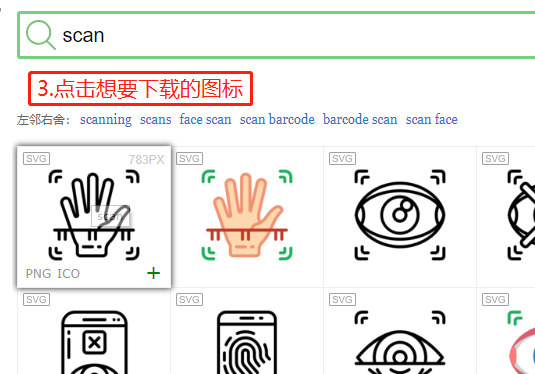 scan
3.点击想要下载的图标
左邻右舍: scanning scans face scan scan barcode barcode scan scan face
SVG 783PX SVG SVG SVG
scan
PNG ICO +
SVG SVG SVG SVG